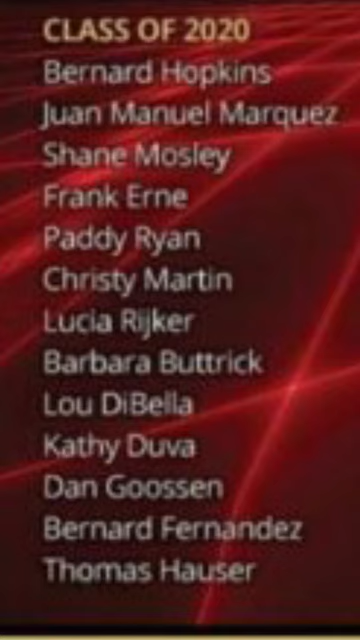 CLASS OF 2020
Bernard Hopkins
Juan Manuel Marquez
Shane Mosley
Frank Erne
Paddy Ryan
Christy Martin
Lucia Rijker
Barbara Buttrick
Lou DiBella
Kathy Duva
Dan Goossen
Bernard Fernandez
Thomas Hauser